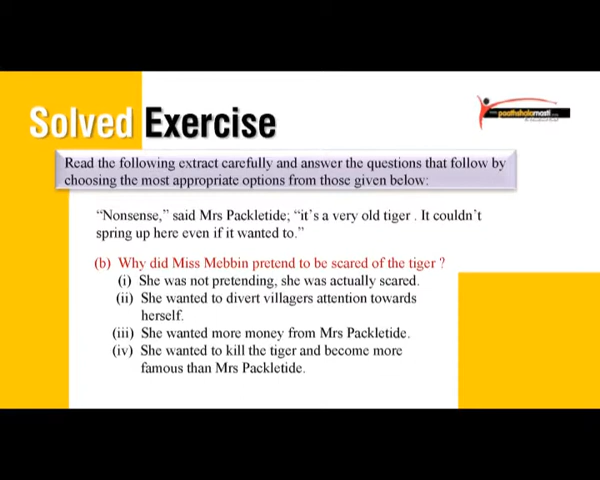 Solved Exercise
paathshalamasti
Read the following extract carefully and answer the questions that follow by
choosing the most appropriate options from those given below:
“Nonsense,” said Mrs Packletide; “it’s a very old tiger . It couldn’t
spring up here even if it wanted to.”
(b) Why did Miss Mebbin pretend to be scared of the tiger ?
(i) She was not pretending, she was actually scared.
(ii) She wanted to divert villagers attention towards
herself.
(iii) She wanted more money from Mrs Packletide.
(iv) She wanted to kill the tiger and become more
famous than Mrs Packletide.